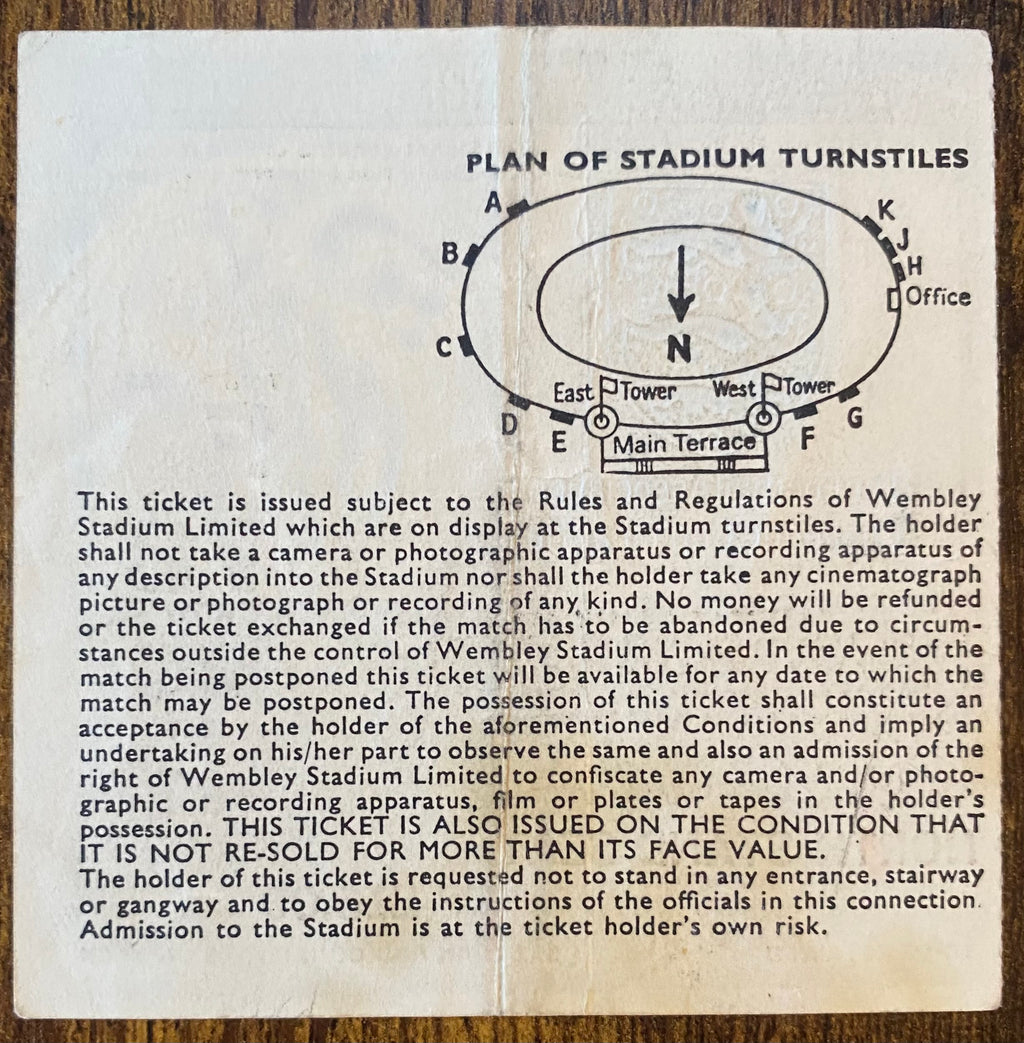 PLAN OF STADIUM TURNSTILES
A
K
B
J
H
Office
C
N
East Tower
West Tower
D
E
F
G
Main Terrace
This ticket is issued subject to the Rules and Regulations of Wembley
Stadium Limited which are on display at the Stadium turnstiles. The holder
shall not take a camera or photographic apparatus or recording apparatus of
any description into the Stadium nor shall the holder take any cinematograph
picture or photograph or recording of any kind. No money will be refunded
or the ticket exchanged if the match has to be abandoned due to circum-
stances outside the control of Wembley Stadium Limited. In the event of the
match being postponed this ticket will be available for any date to which the
match may be postponed. The possession of this ticket shall constitute an
acceptance by the holder of the aforementioned Conditions and imply an
undertaking on his/her part to observe the same and also an admission of the
right of Wembley Stadium Limited to confiscate any camera and/or photo-
graphic or recording apparatus, film or plates or tapes in the holder's
possession. THIS TICKET IS ALSO ISSUED ON THE CONDITION THAT
IT IS NOT RE-SOLD FOR MORE THAN ITS FACE VALUE.
The holder of this ticket is requested not to stand in any entrance, stairway
or gangway and to obey the instructions of the officials in this connection.
Admission to the Stadium is at the ticket holder's own risk.